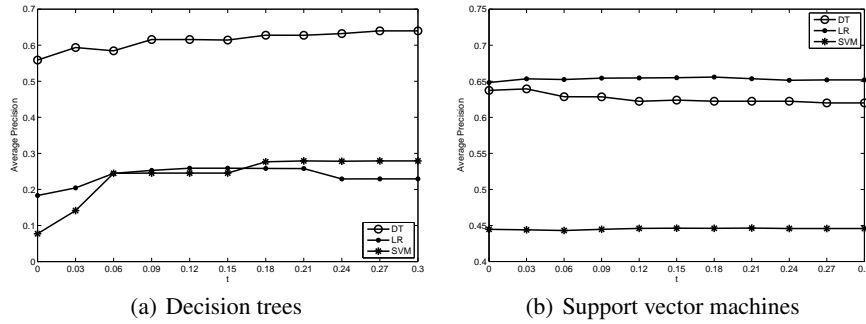 0.7
0.6
0.5
0.4
0.3
0.2
0.1
0
Average Precision
0 0.03 0.06 0.09 0.12 0.15 0.18 0.21 0.24 0.27 0.3
t
DT
LR
SVM
(a) Decision trees
0.75
0.7
0.65
0.6
0.55
0.5
0.45
0.4
Average Precision
0 0.03 0.06 0.09 0.12 0.15 0.18 0.21 0.24 0.27 0.3
t
DT
LR
SVM
(b) Support vector machines